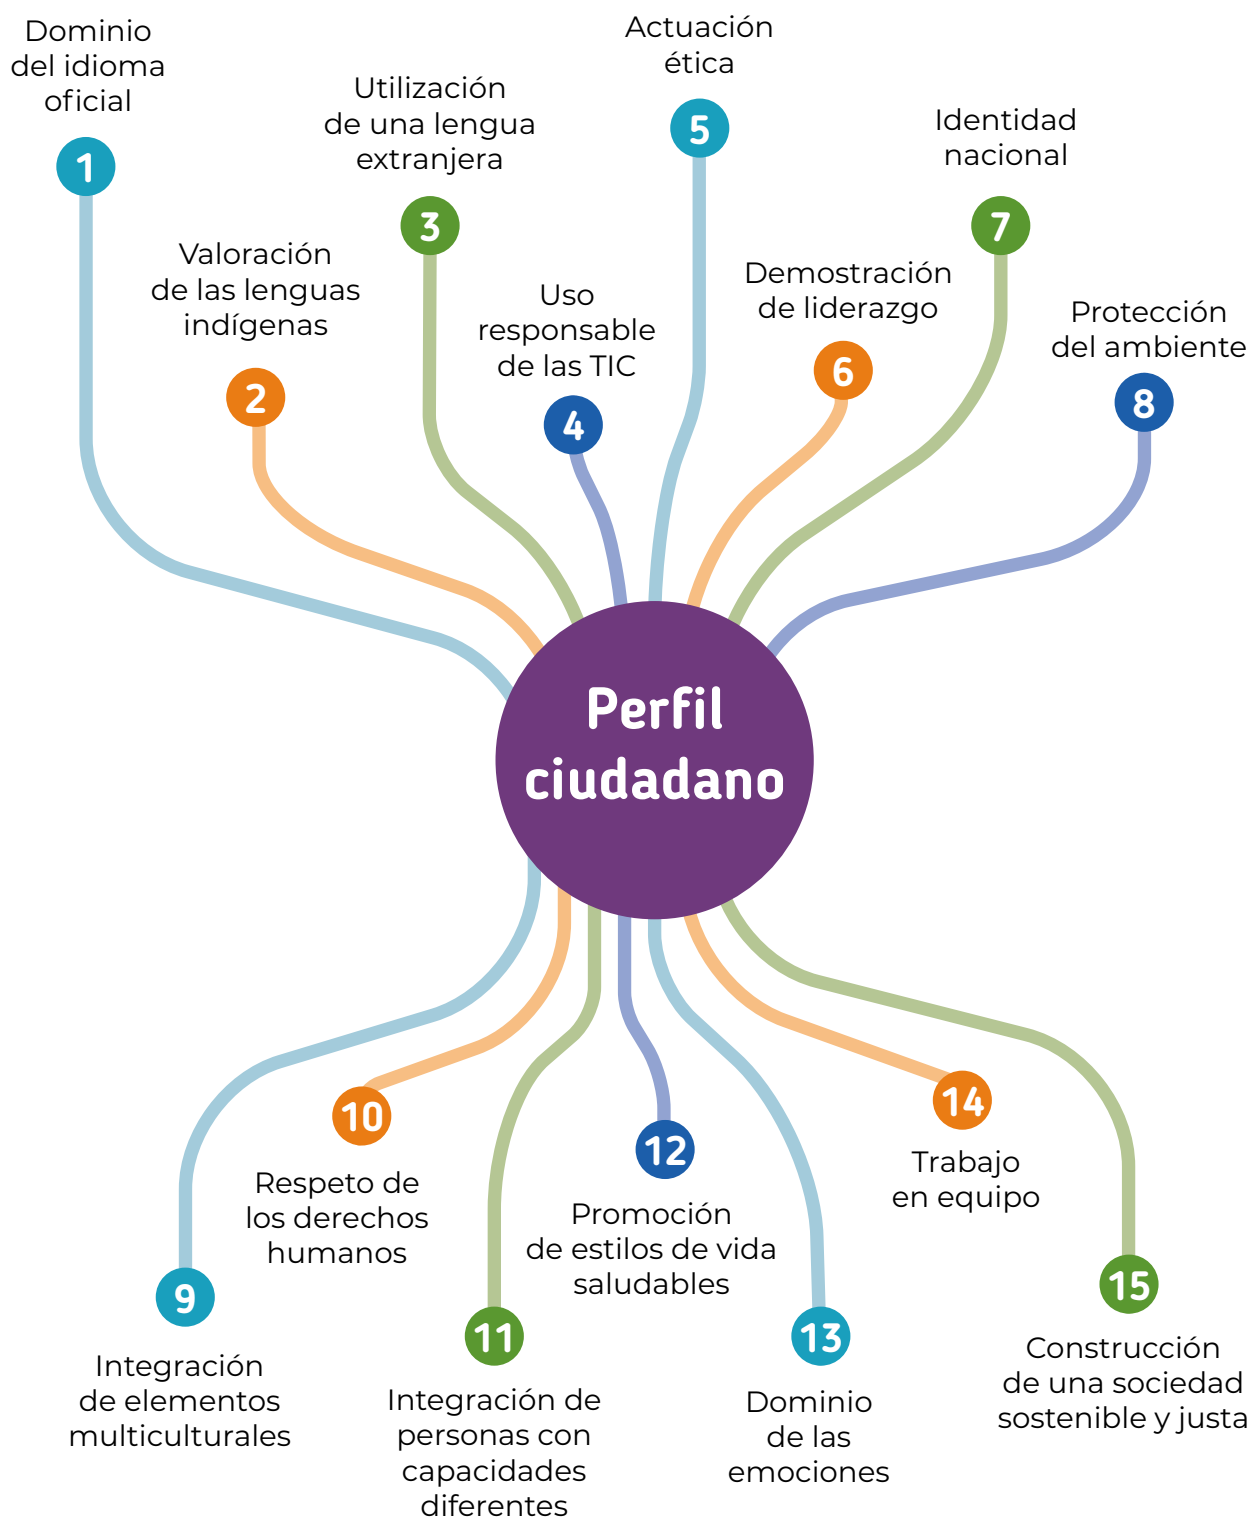 Dominio
del idioma
oficial
1
Valoración
de las lenguas
indígenas
2
Utilización
de una lengua
extranjera
3
Uso
responsable
de las TIC
4
Actuación
ética
5
Demostración
de liderazgo
6
Identidad
nacional
7
Protección
del ambiente
8
Perfil
ciudadano
9
Integración
de elementos
multiculturales
10
Respeto de
los derechos
humanos
11
Integración de
personas con
capacidades
diferentes
12
Promoción
de estilos de vida
saludables
13
Dominio
de las
emociones
14
Trabajo
en equipo
15
Construcción
de una sociedad
sostenible y justa